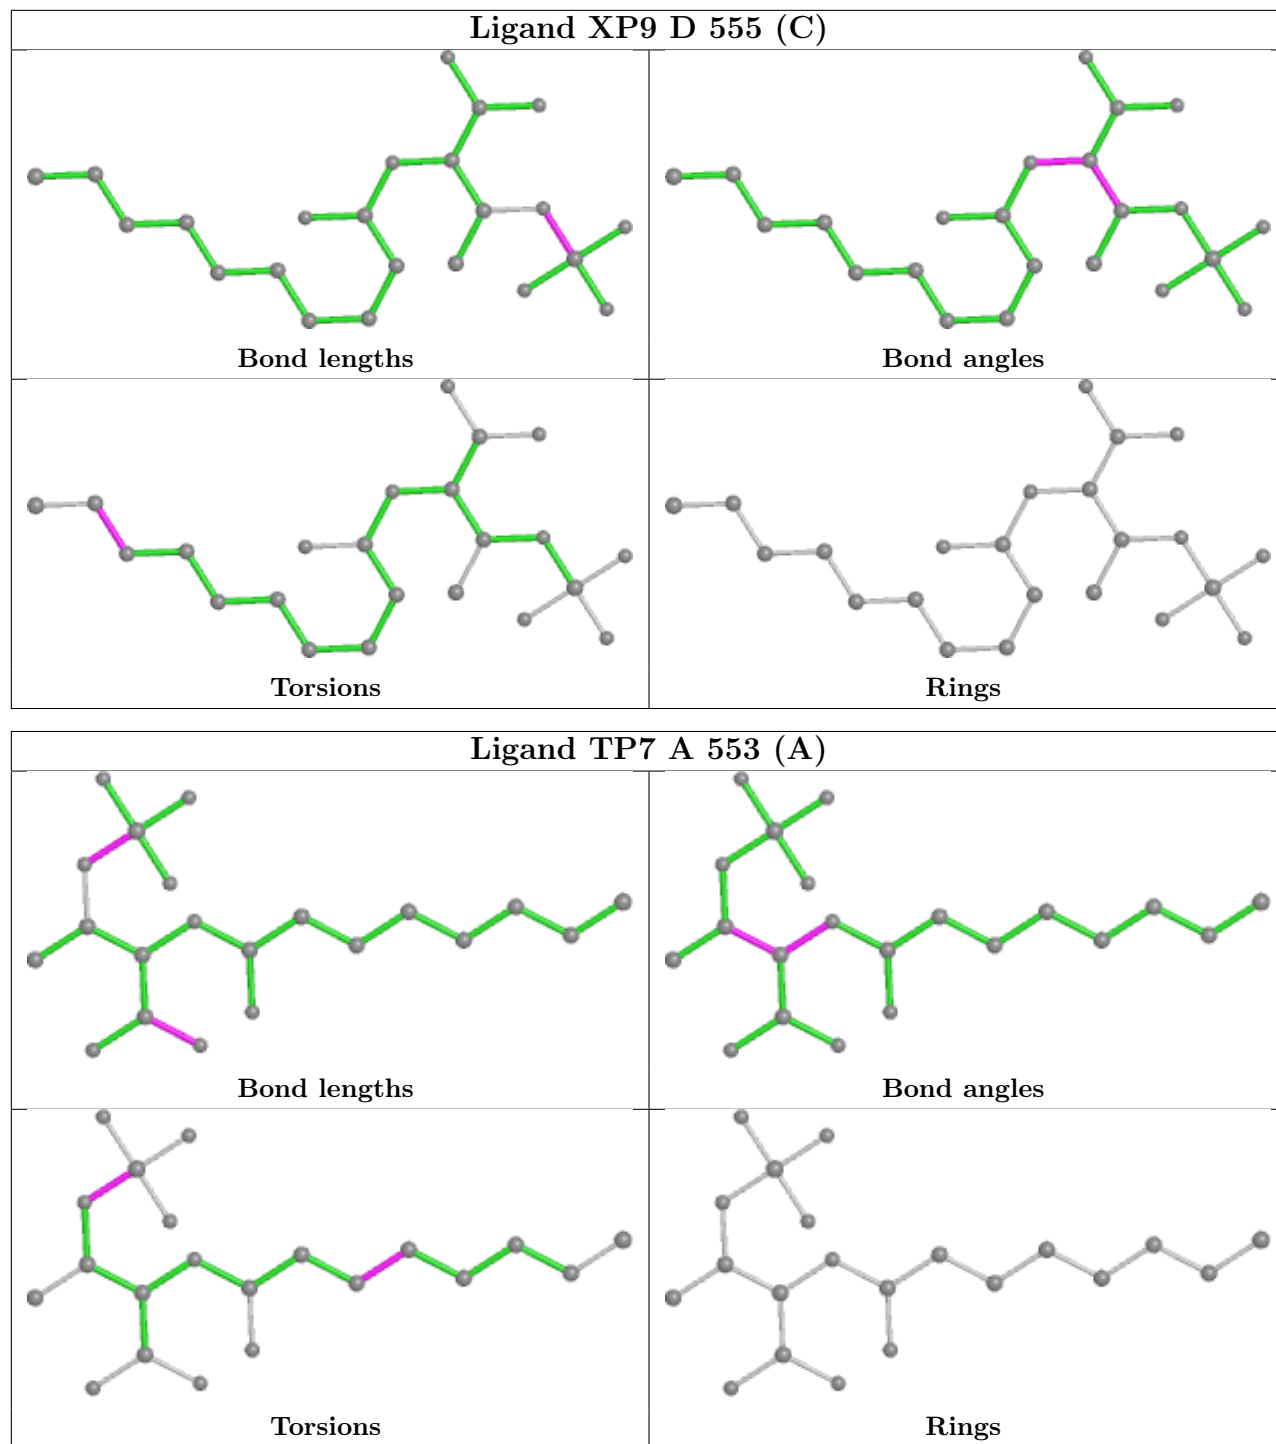 Ligand XP9 D 555 (C)
Bond lengths
Bond angles
Torsions
Rings
Ligand TP7 A 553 (A)
Bond lengths
Bond angles
Torsions
Rings